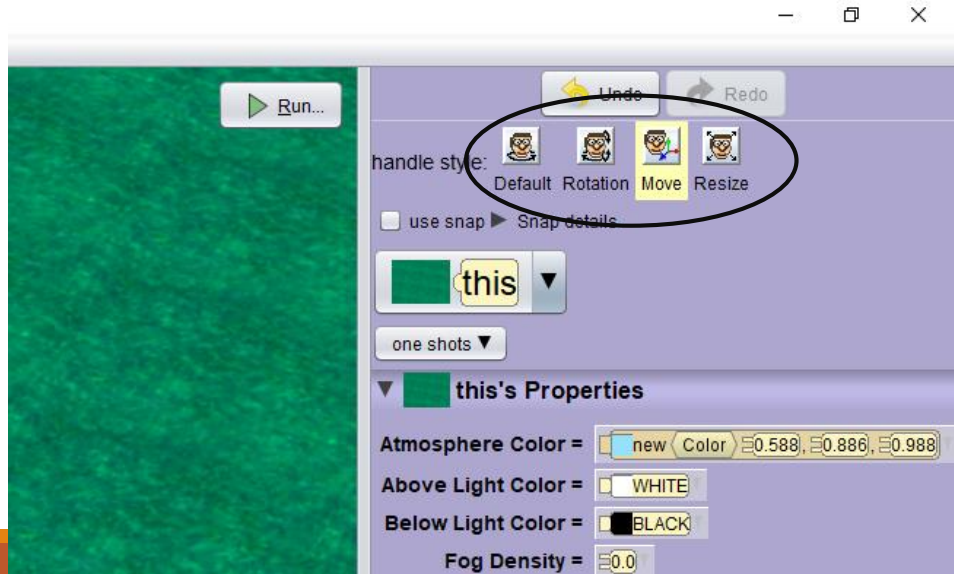 Undo Redo
Run...
handle style: Default Rotation Move Resize
use snap Snap details
this
one shots
this's Properties
Atmosphere Color = new Color 0.588, 0.886, 0.988
Above Light Color = WHITE
Below Light Color = BLACK
Fog Density = 0.0